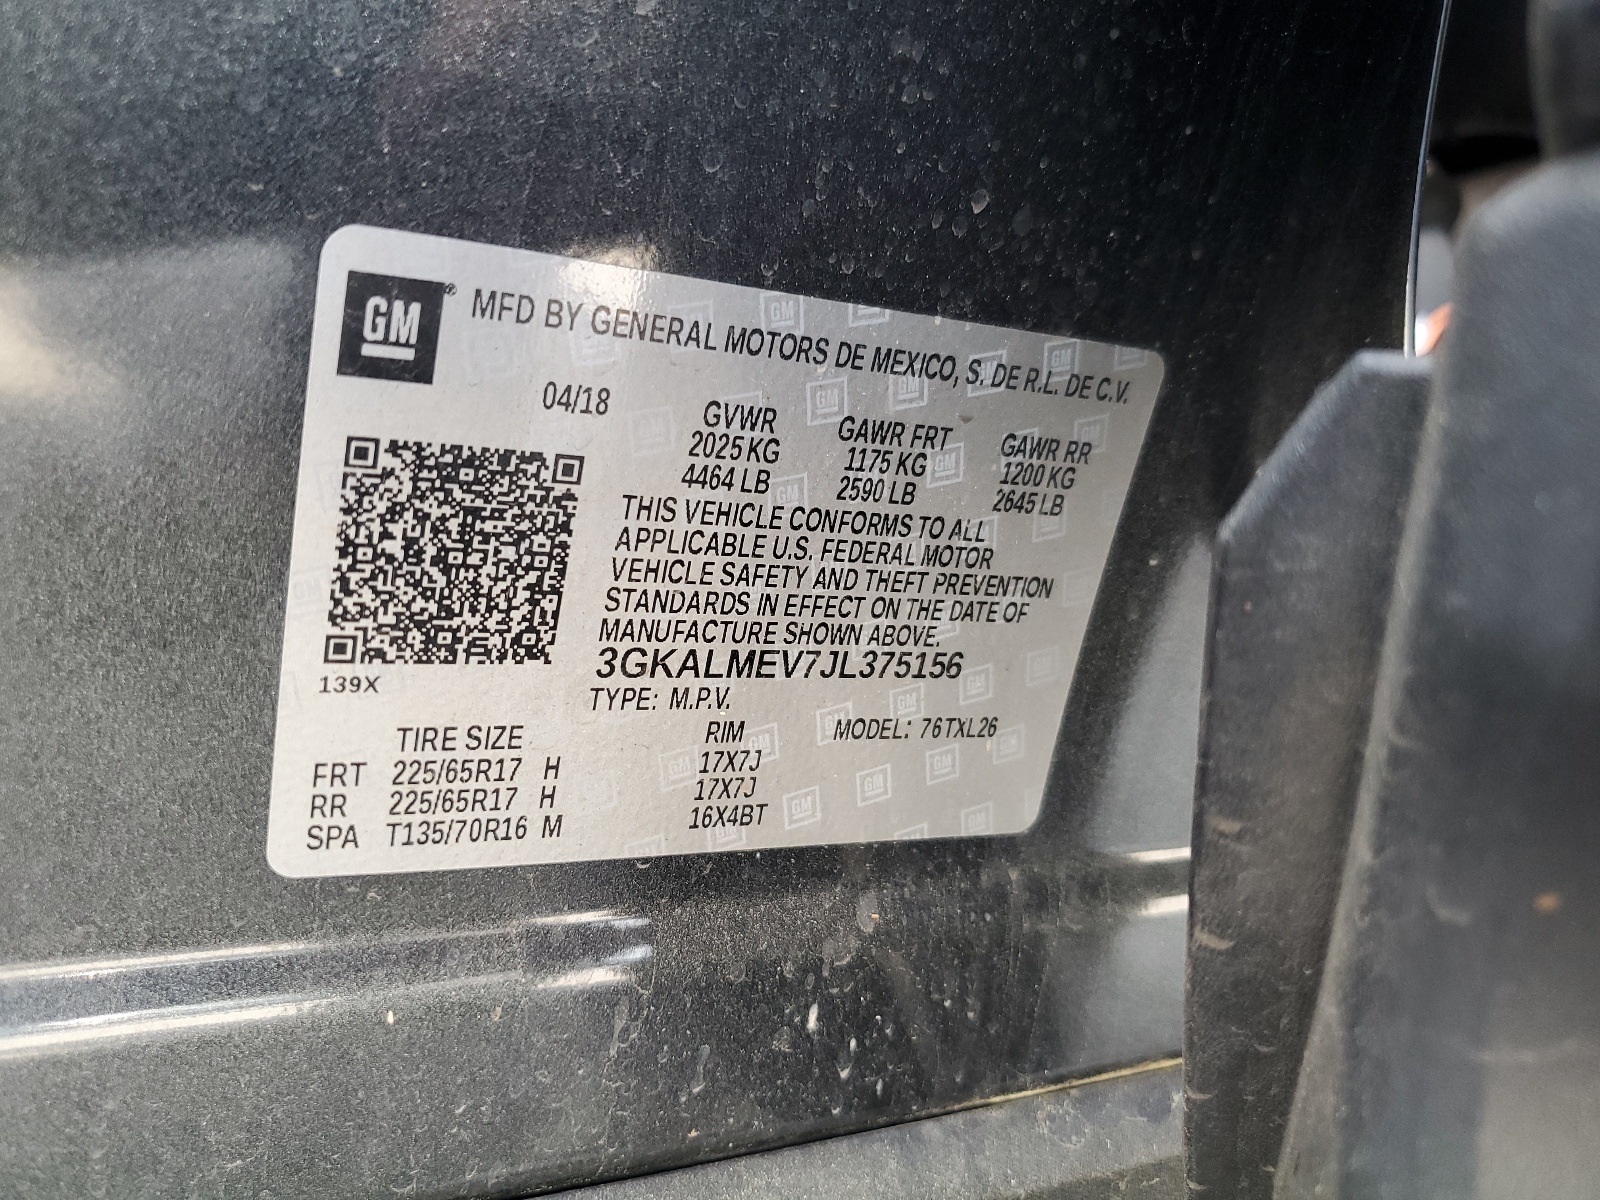 GM® MFD BY GENERAL MOTORS DE MEXICO, S. DE R.L. DE C.V.
04/18
GVWR GAWR FRT GAWR RR
2025 KG 1175 KG 1200 KG
4464 LB 2590 LB 2645 LB
THIS VEHICLE CONFORMS TO ALL
APPLICABLE U.S. FEDERAL MOTOR
VEHICLE SAFETY AND THEFT PREVENTION
STANDARDS IN EFFECT ON THE DATE OF
MANUFACTURE SHOWN ABOVE.
3GKALMEV7JL375156
139X
TYPE: M.P.V.
TIRE SIZE RIM MODEL: 76TXL26
FRT 225/65R17 H 17X7J
RR 225/65R17 H 17X7J
SPA T135/70R16 M 16X4BT